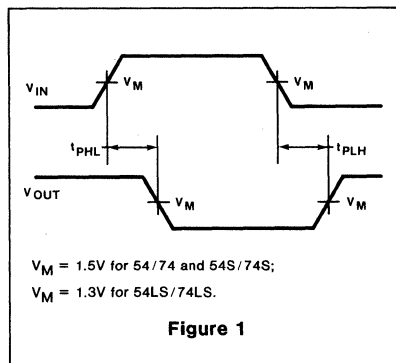 V_IN
V_M
V_M
t_PHL
t_PLH
V_OUT
V_M
V_M
V_M = 1.5V for 54/74 and 54S/74S;
V_M = 1.3V for 54LS/74LS.
Figure 1